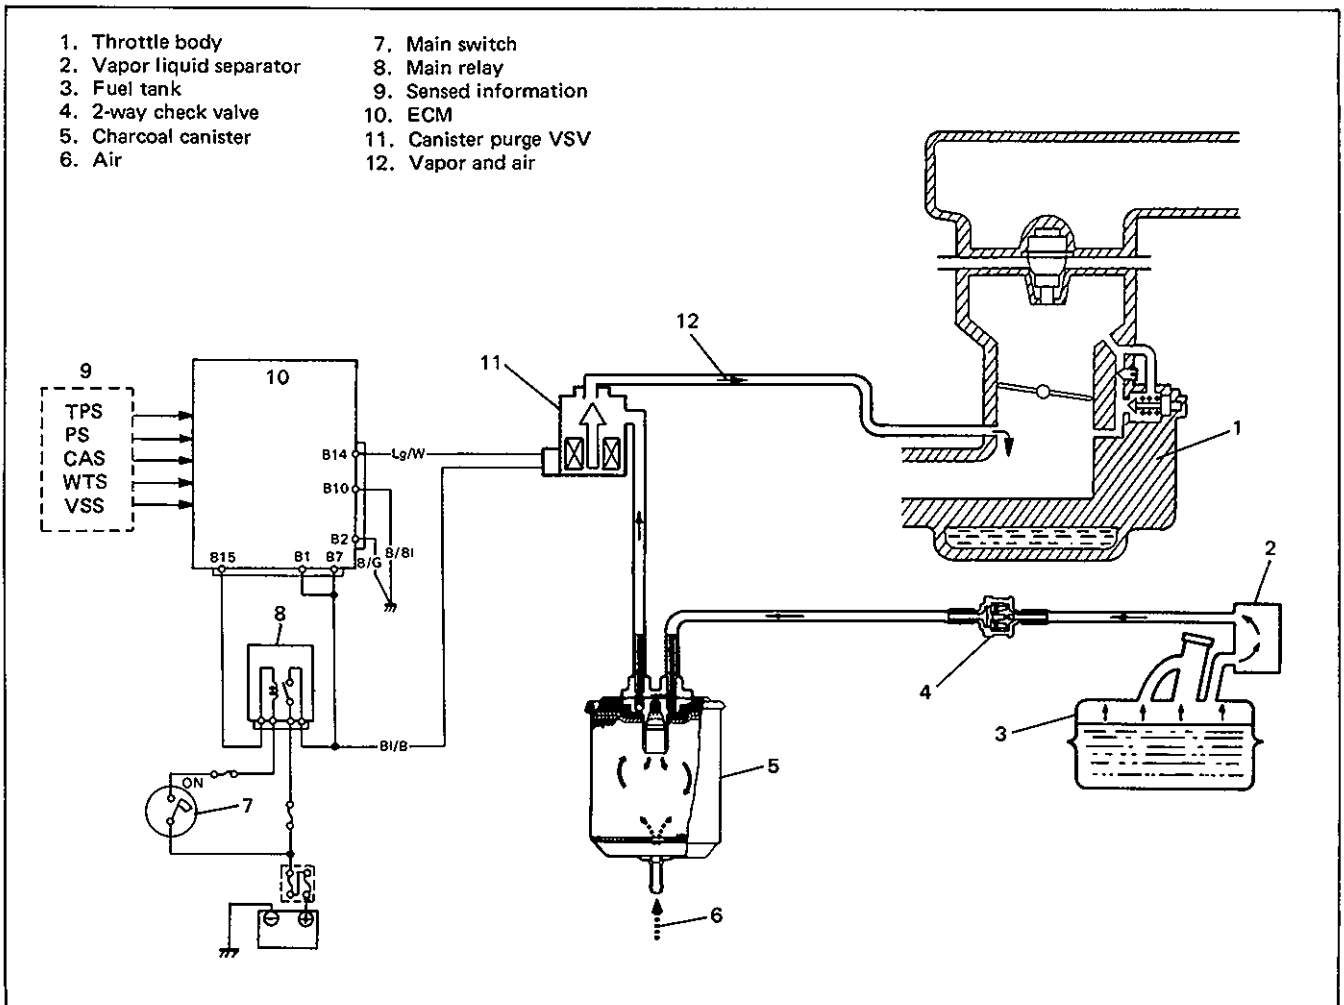 1. Throttle body
2. Vapor liquid separator
3. Fuel tank
4. 2-way check valve
5. Charcoal canister
6. Air
7. Main switch
8. Main relay
9. Sensed information
10. ECM
11. Canister purge VSV
12. Vapor and air
12
11
9
10
TPS
PS
CAS
WTS
VSS
B14
Lg/W
B10
B2
B/G
B/Bl
B15
B1
B7
1
2
8
4
3
Bl/B
5
ON
7
6